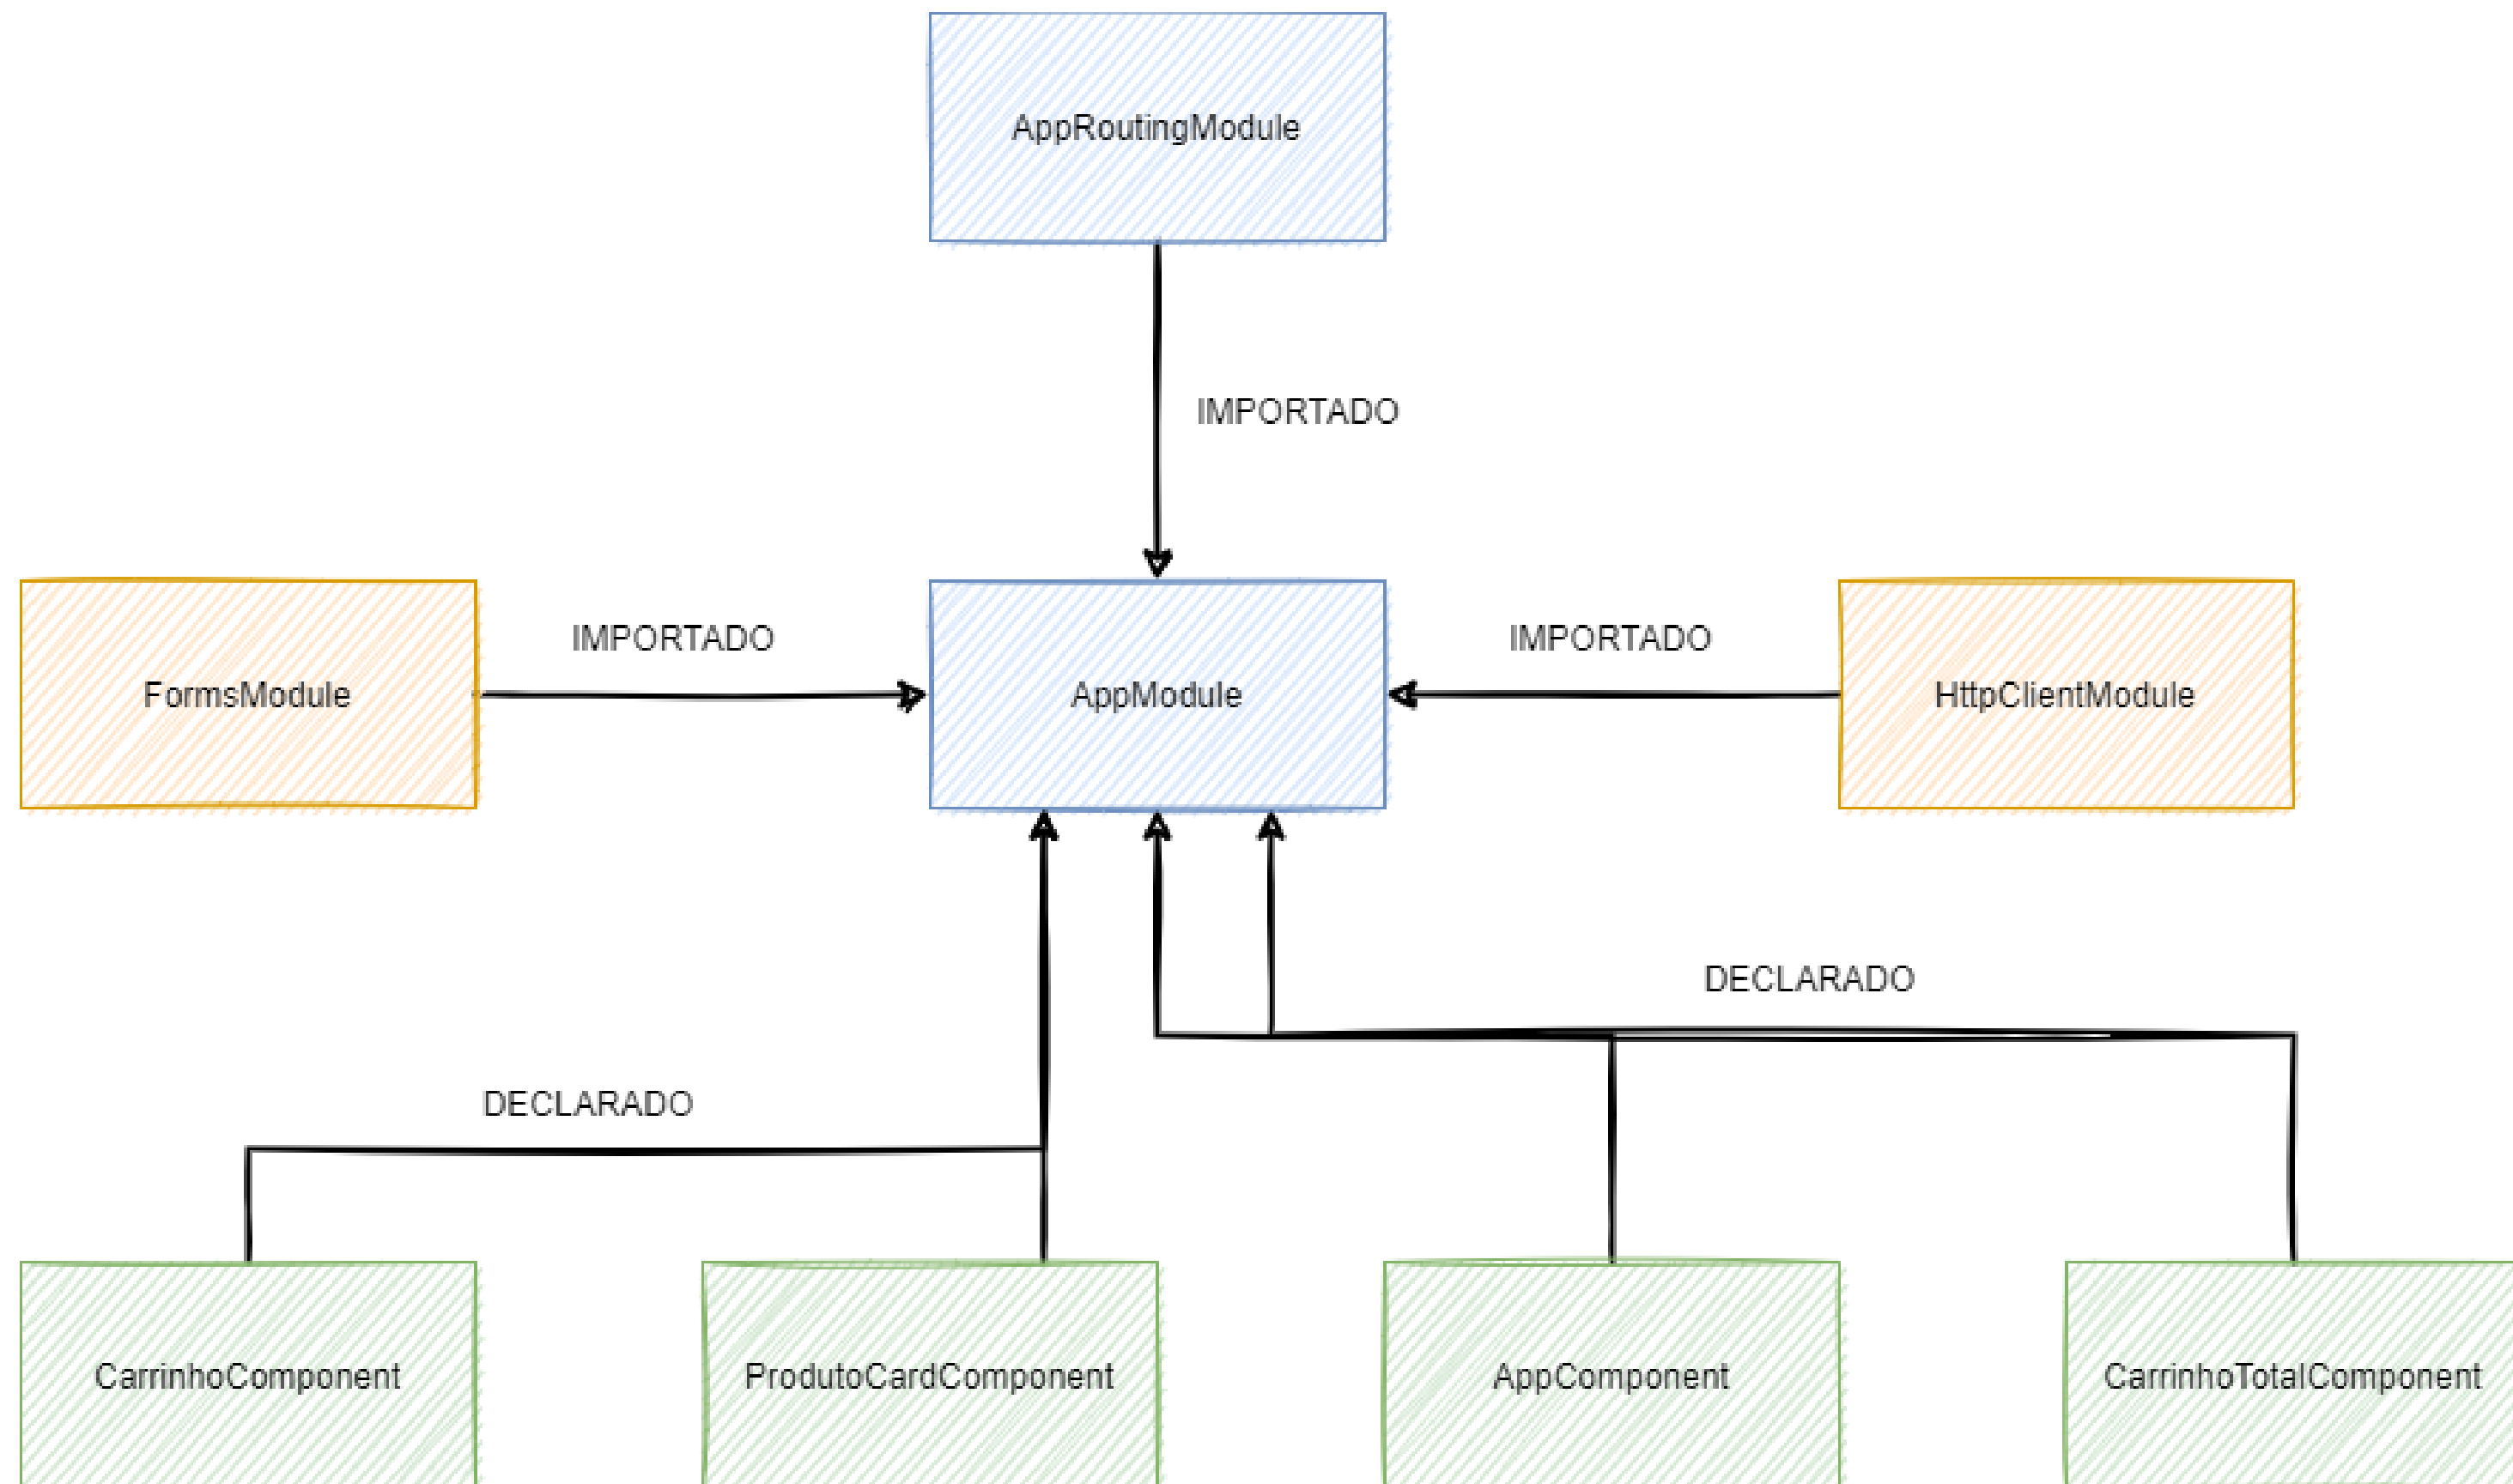 AppRoutingModule
IMPORTADO
IMPORTADO
IMPORTADO
FormsModule
AppModule
HttpClientModule
DECLARADO
DECLARADO
CarrinhoComponent
ProdutoCardComponent
AppComponent
CarrinhoTotalComponent